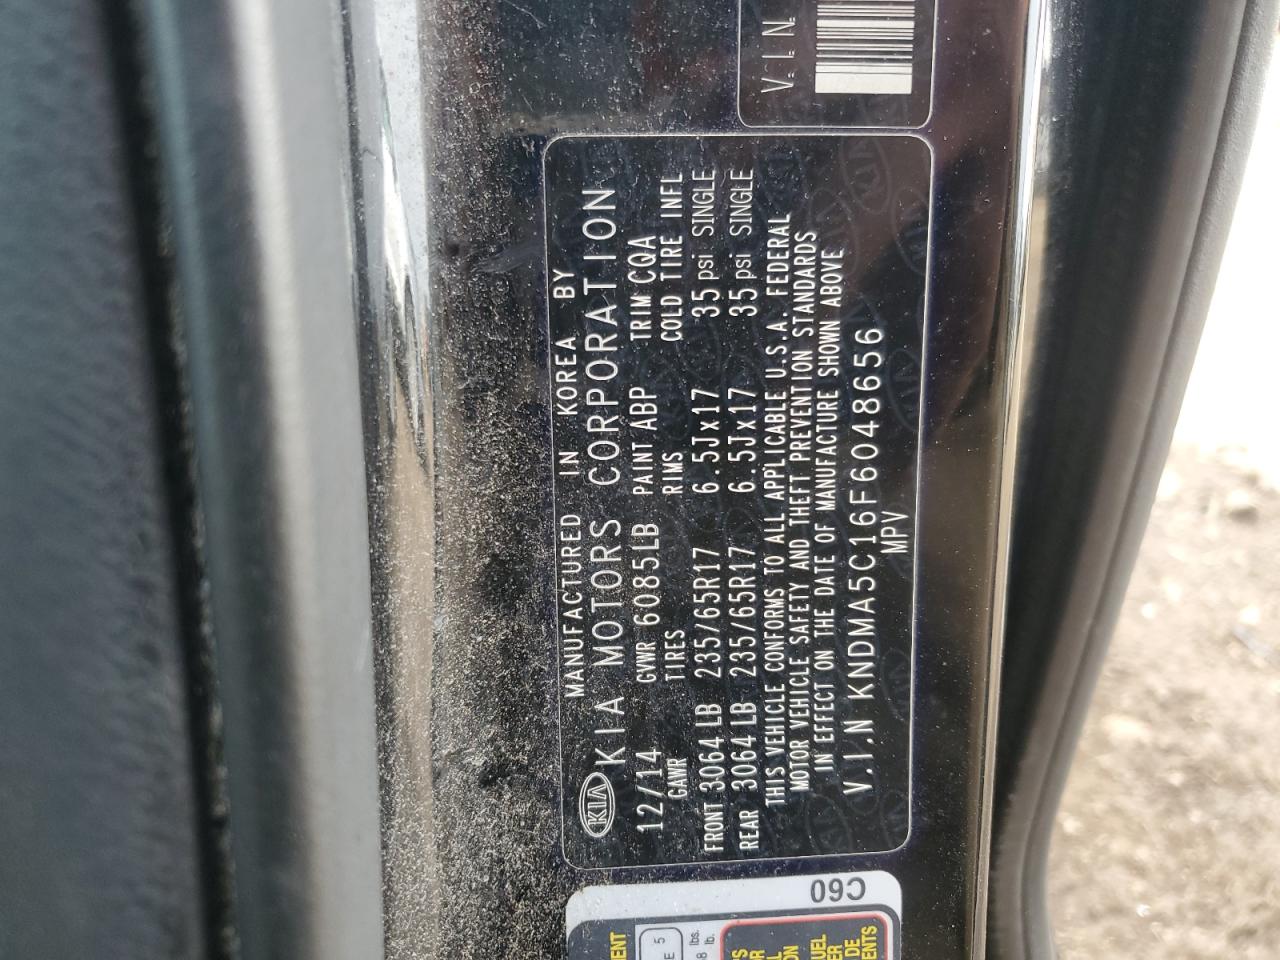 V.I.N.
MANUFACTURED IN KOREA BY
KIA KIA MOTORS CORPORATION
12/14 GVWR 6085LB PAINT ABP TRIM CQA
GAWR TIRES RIMS COLD TIRE INFL
FRONT 3064 LB 235/65R17 6.5Jx17 35 psi SINGLE
REAR 3064 LB 235/65R17 6.5Jx17 35 psi SINGLE
THIS VEHICLE CONFORMS TO ALL APPLICABLE U.S.A. FEDERAL
MOTOR VEHICLE SAFETY AND THEFT PREVENTION STANDARDS
IN EFFECT ON THE DATE OF MANUFACTURE SHOWN ABOVE
V.I.N KNDMA5C16F6048656
MPV
C60